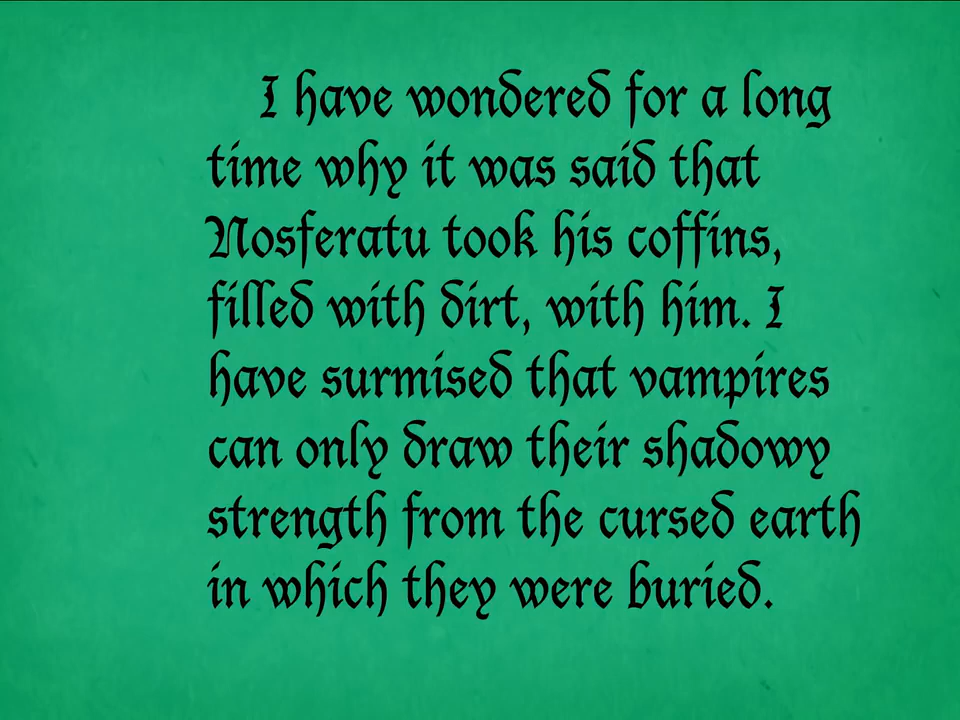 I have wondered for a long
time why it was said that
Nosferatu took his coffins,
filled with dirt, with him. I
have surmised that vampires
can only draw their shadowy
strength from the cursed earth
in which they were buried.